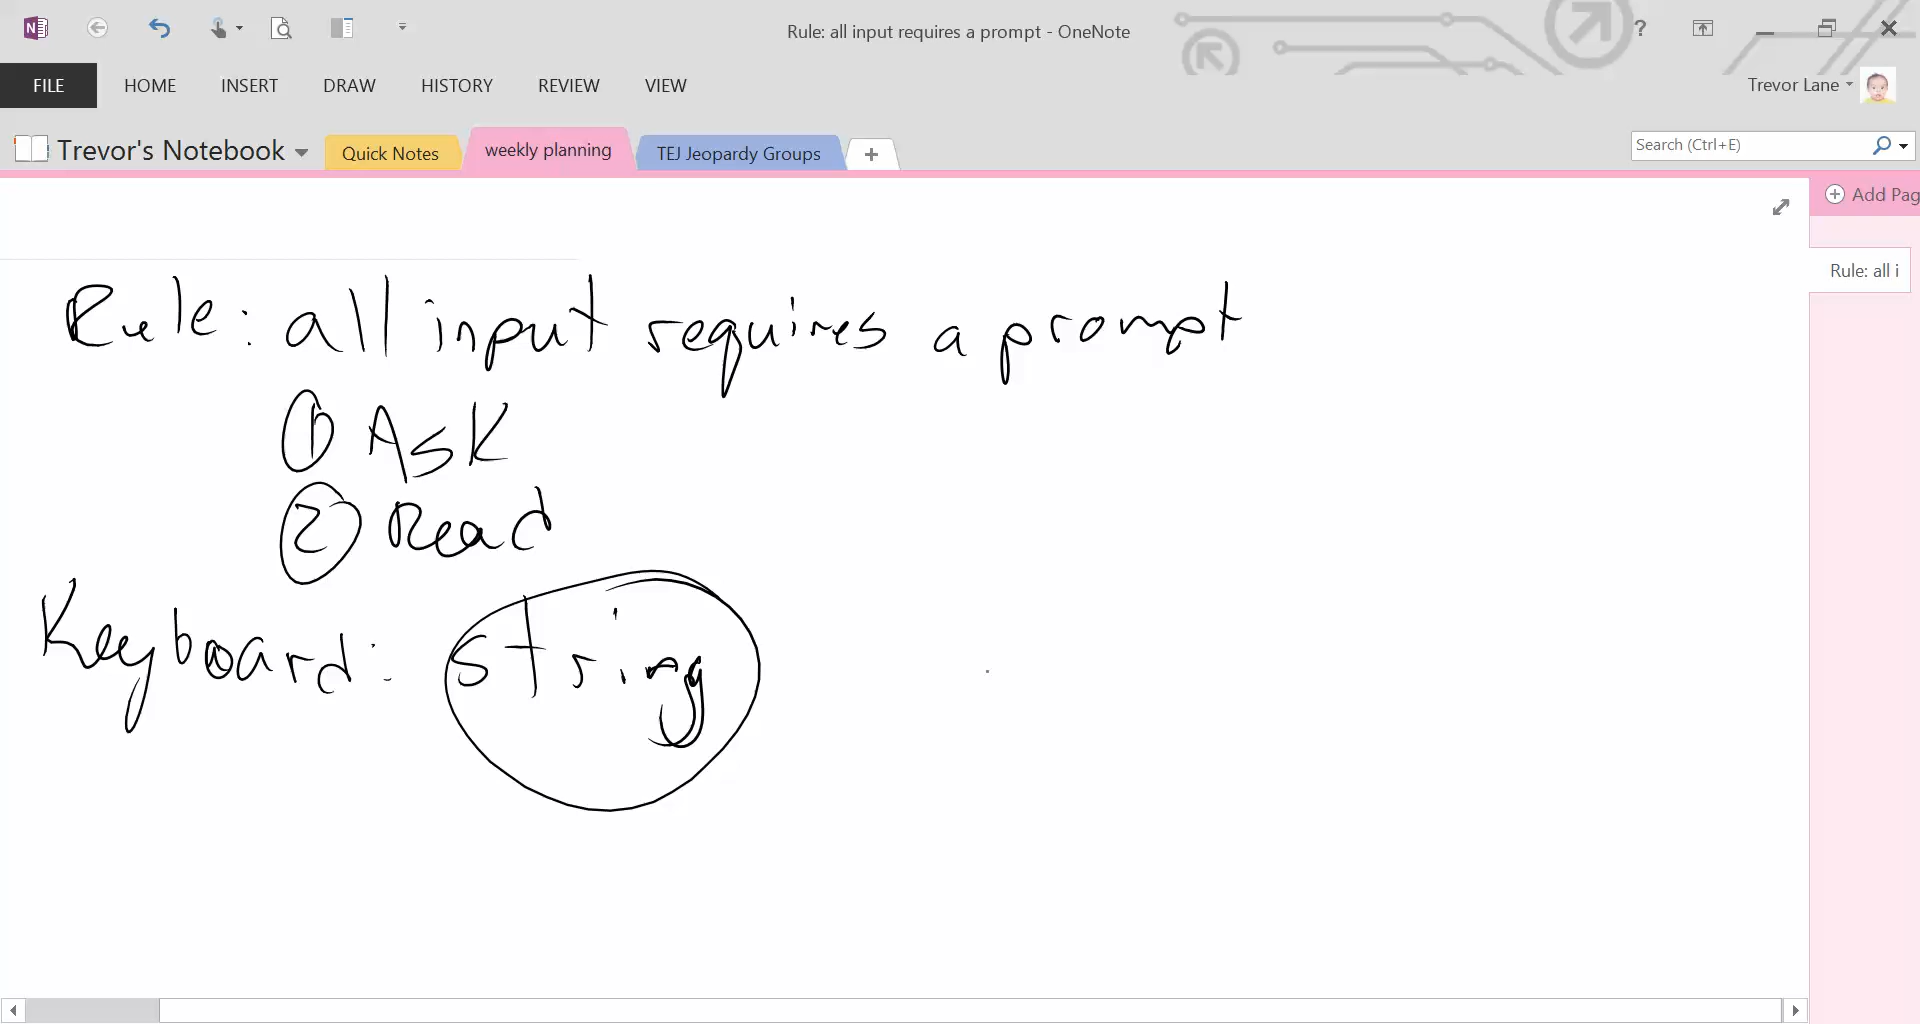 Rule: all input requires a prompt - OneNote
?
FILE HOME INSERT DRAW HISTORY REVIEW VIEW
Trevor Lane
Trevor's Notebook Quick Notes weekly planning TEJ Jeopardy Groups +
Search (Ctrl+E)
Add Pag
Rule: all i
Rule: all input requires a prompt
① Ask
② Read
Keyboard: string